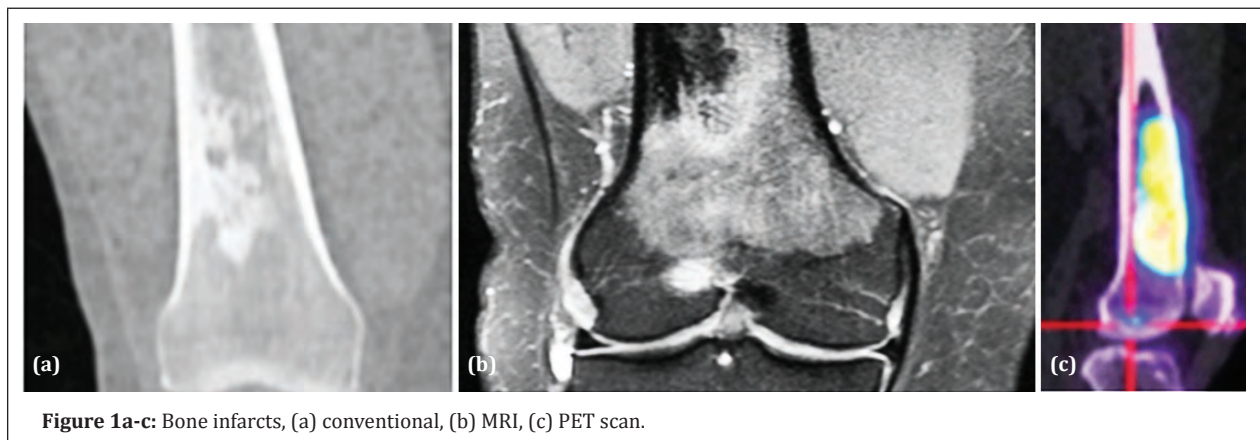 (a)
(b)
(c)
Figure 1a-c: Bone infarcts, (a) conventional, (b) MRI, (c) PET scan.